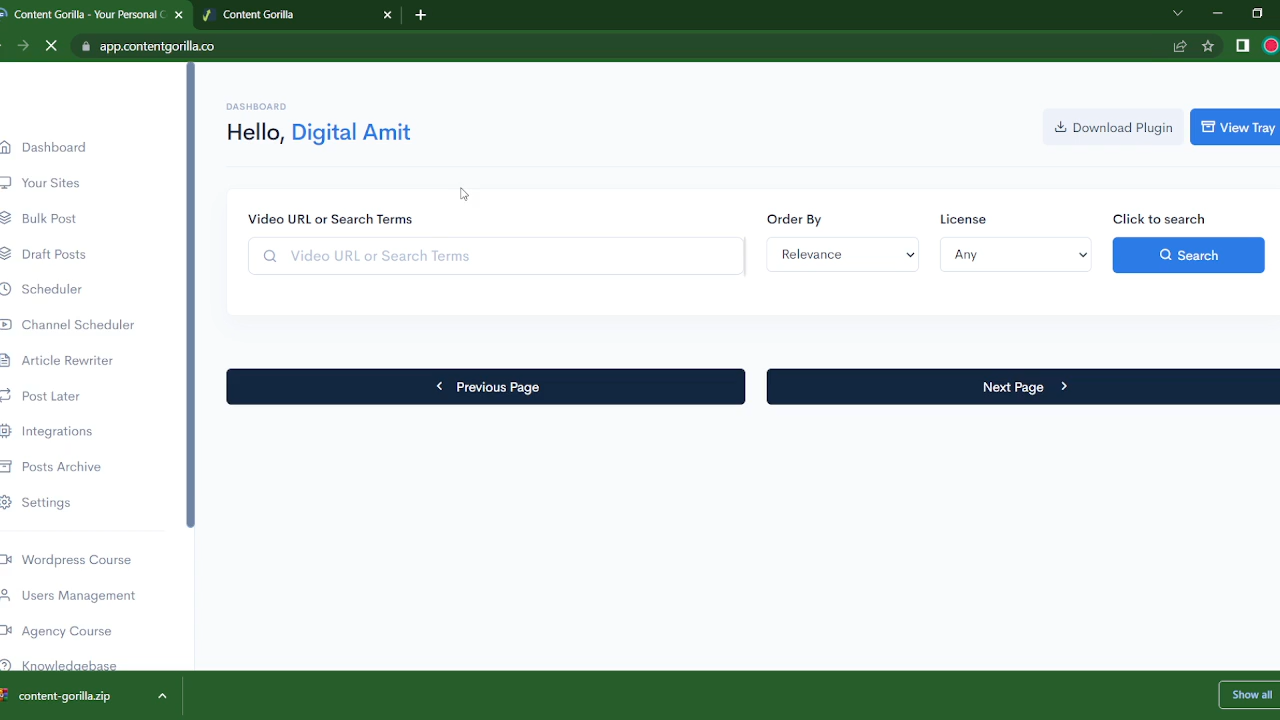 Content Gorilla - Your Personal C
Content Gorilla
app.contentgorilla.co
DASHBOARD
Hello, Digital Amit
Download Plugin
View Tray
Dashboard
Your Sites
Bulk Post
Draft Posts
Scheduler
Channel Scheduler
Article Rewriter
Post Later
Integrations
Posts Archive
Settings
Wordpress Course
Users Management
Agency Course
Knowledgebase
Video URL or Search Terms
Video URL or Search Terms
Order By
Relevance
License
Any
Click to search
Search
Previous Page
Next Page
content-gorilla.zip
Show all